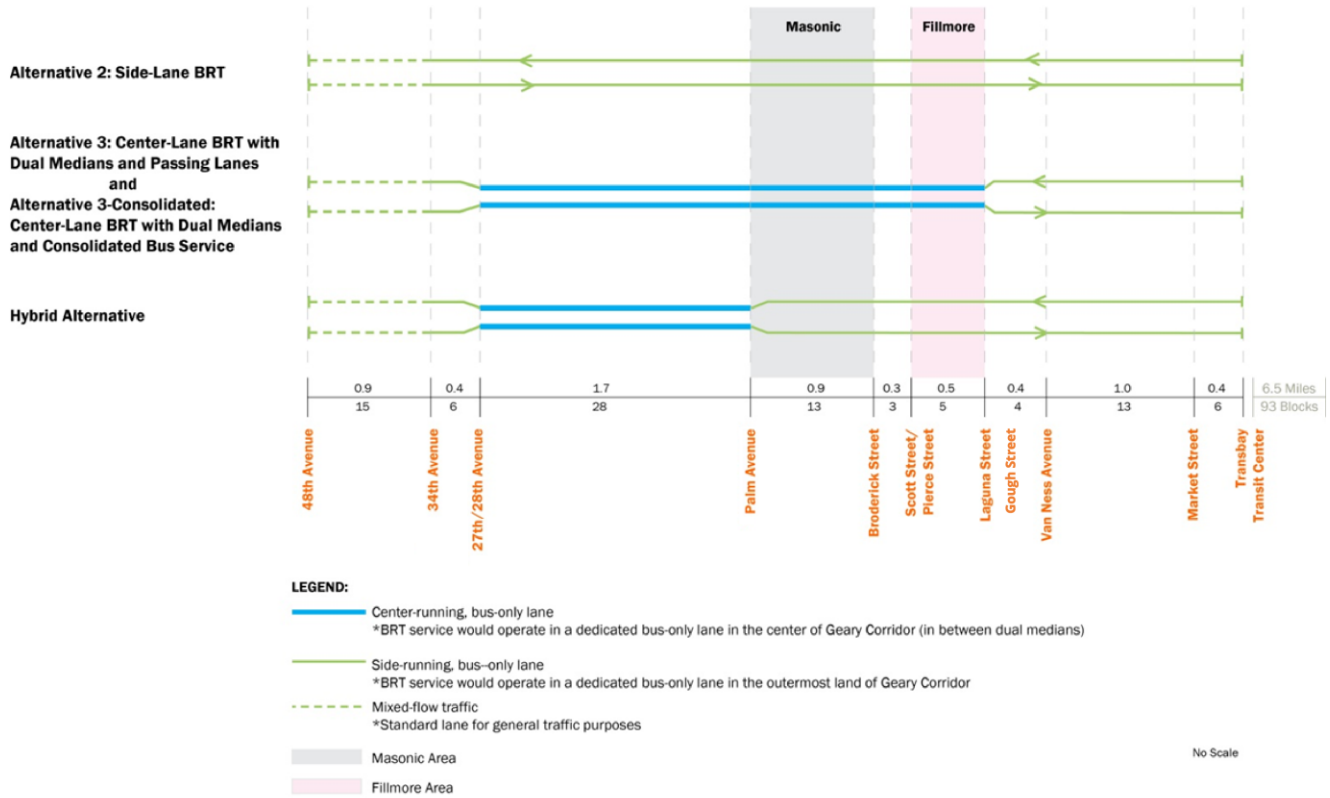 Masonic
Fillmore
Alternative 2: Side-Lane BRT
Alternative 3: Center-Lane BRT with
Dual Medians and Passing Lanes
and
Alternative 3-Consolidated:
Center-Lane BRT with Dual Medians
and Consolidated Bus Service
Hybrid Alternative
0.9 0.4 1.7 0.9 0.3 0.5 0.4 1.0 0.4 6.5 Miles
15 6 28 13 3 5 4 13 6 93 Blocks
48th Avenue
34th Avenue
27th/28th Avenue
Palm Avenue
Broderick Street
Scott Street/
Pierce Street
Laguna Street
Gough Street
Van Ness Avenue
Market Street
Transbay
Transit Center
LEGEND:
Center-running, bus-only lane
*BRT service would operate in a dedicated bus-only lane in the center of Geary Corridor (in between dual medians)
Side-running, bus--only lane
*BRT service would operate in a dedicated bus-only lane in the outermost land of Geary Corridor
Mixed-flow traffic
*Standard lane for general traffic purposes
Masonic Area
Fillmore Area
No Scale